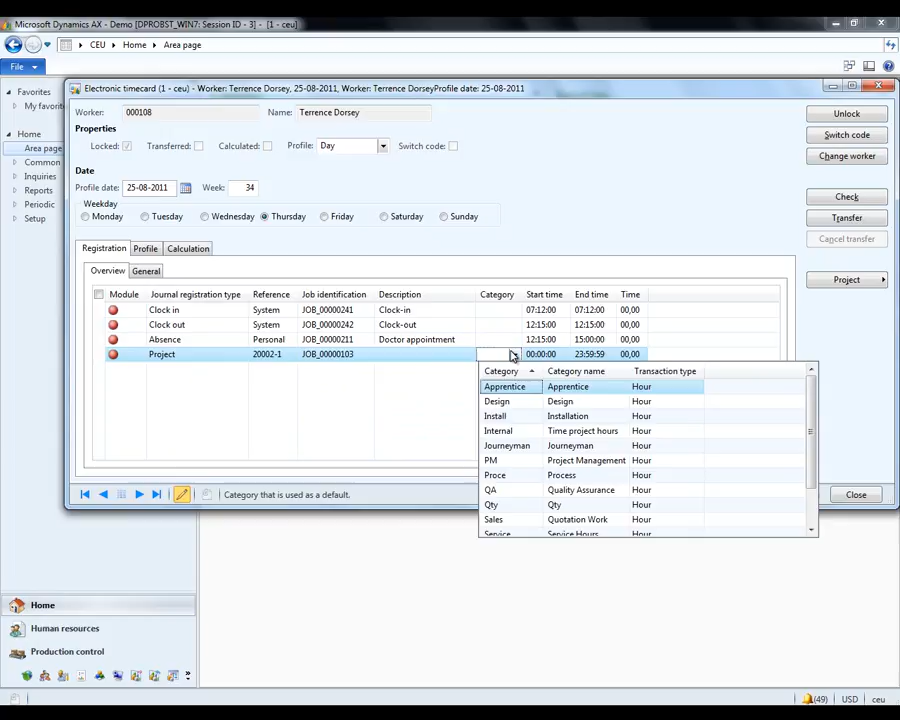 Microsoft Dynamics AX - Demo [DPROBST_WIN7: Session ID - 3] - [1 - ceu]
CEU Home Area page
File
Electronic timecard (1 - ceu) - Worker: Terrence Dorsey, 25-08-2011, Worker: Terrence DorseyProfile date: 25-08-2011
Favorites
My favorit
Home
Area page
Common
Inquiries
Reports
Periodic
Setup
Worker: 000108 Name: Terrence Dorsey
Properties
Locked: Transferred: Calculated: Profile: Day Switch code:
Date
Profile date: 25-08-2011 Week: 34
Weekday
Monday Tuesday Wednesday Thursday Friday Saturday Sunday
Unlock
Switch code
Change worker
Check
Transfer
Cancel transfer
Project
Registration Profile Calculation
Overview General
Module Journal registration type Reference Job identification Description Category Start time End time Time
Clock in System JOB_00000241 Clock-in 07:12:00 07:12:00 00,00
Clock out System JOB_00000242 Clock-out 12:15:00 12:15:00 00,00
Absence Personal JOB_00000211 Doctor appointment 12:15:00 15:00:00 00,00
Project 20002-1 JOB_00000103 00:00:00 23:59:59 00,00
Category Category name Transaction type
Apprentice Apprentice Hour
Design Design Hour
Install Installation Hour
Internal Time project hours Hour
Journeyman Journeyman Hour
PM Project Management Hour
Proce Process Hour
QA Quality Assurance Hour
Qty Qty Hour
Sales Quotation Work Hour
Service Service Hours Hour
Category that is used as a default.
Close
Home
Human resources
Production control
(49) USD ceu